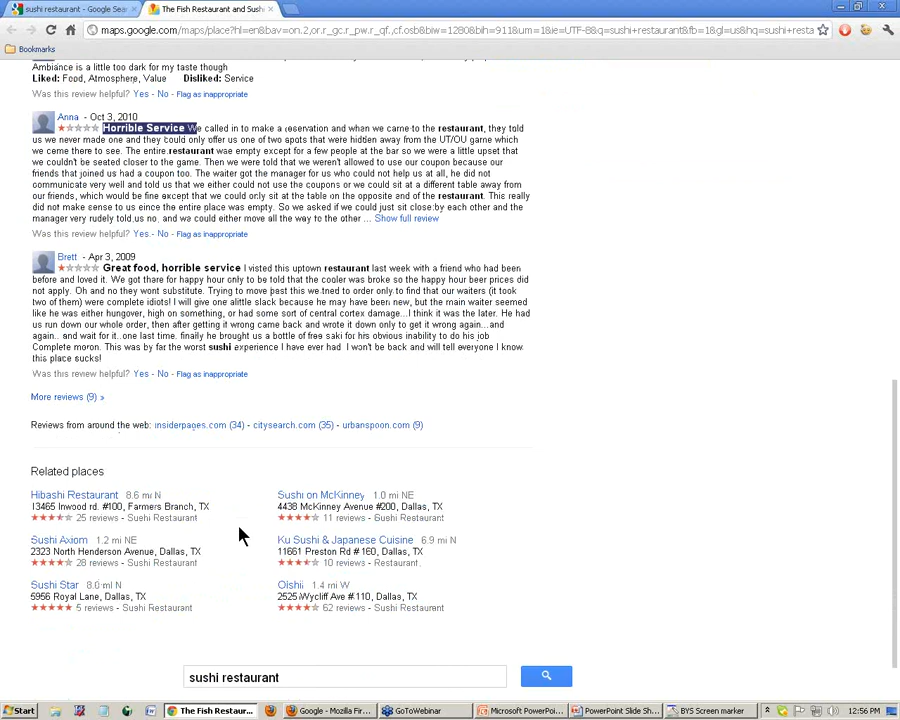 sushi restaurant - Google Sea
The Fish Restaurant and Sush
maps.google.com/maps/place?hl=en&bav=on.2,or.r_gc.r_pw.r_qf.,cf.osb&biw=1280&bih=911&um=1&ie=UTF-8&q=sushi+restaurant&fb=1&gl=us&hq=sushi+resta
Bookmarks
Ambiance is a little too dark for my taste though
Liked: Food, Atmosphere, Value Disliked: Service
Was this review helpful? Yes - No - Flag as inappropriate
Anna - Oct 3, 2010
Horrible Service We called in to make a reservation and when we came to the restaurant, they told
us we never made one and they could only offer us one of two spots that were hidden away from the UT/OU game which
we came there to see. The entire restaurant was empty except for a few people at the bar so we were a little upset that
we couldn't be seated closer to the game. Then we were told that we weren't allowed to use our coupon because our
friends that joined us had a coupon too. The waiter got the manager for us who could not help us at all, he did not
communicate very well and told us that we either could not use the coupons or we could sit at a different table away from
our friends, which would be fine except that we could only sit at the table on the opposite end of the restaurant. This really
did not make sense to us since the entire place was empty. So we asked if we could just sit close by each other and the
manager very rudely told us no, and we could either move all the way to the other ... Show full review
Was this review helpful? Yes - No - Flag as inappropriate
Brett - Apr 3, 2009
Great food, horrible service I visted this uptown restaurant last week with a friend who had been
before and loved it. We got thare for happy hour only to be told that the cooler was broke so the happy hour beer prices did
not apply. Oh and no they wont substitute. Trying to move past this we tned to order only to find that our waiters (it took
two of them) were complete idiots! I will give one alittle slack because he may have been new, but the main waiter seemed
like he was either hungover, high on something, or had some sort of central cortex damage...I think it was the later. He had
us run down our whole order, then after getting it wrong came back and wrote it down only to get it wrong again...and
again.. and wait for it..one last time. finally he brought us a bottle of free saki for his obvious inability to do his job
Complete moron. This was by far the worst sushi experience I have ever had. I won't be back and will tell everyone I know
this place sucks!
Was this review helpful? Yes - No - Flag as inappropriate
More reviews (9) »
Reviews from around the web: insiderpages.com (34) - citysearch.com (35) - urbanspoon.com (9)
Related places
Hibashi Restaurant 8.6 mi N
13465 Inwood rd. #100, Farmers Branch, TX
25 reviews - Sushi Restaurant
Sushi on McKinney 1.0 mi NE
4438 McKinney Avenue #200, Dallas, TX
11 reviews - Sushi Restaurant
Sushi Axiom 1.2 mi NE
2323 North Henderson Avenue, Dallas, TX
28 reviews - Sushi Restaurant
Ku Sushi & Japanese Cuisine 6.9 mi N
11661 Preston Rd # 160, Dallas, TX
10 reviews - Restaurant,
Sushi Star 8.0 mi N
5956 Royal Lane, Dallas, TX
5 reviews - Sushi Restaurant
Oishii 1.4 mi W
2525 Wycliff Ave # 110, Dallas, TX
62 reviews - Sushi Restaurant
sushi restaurant
Start
The Fish Restaur...
Google - Mozilla Fir...
GoToWebinar
Microsoft PowerPoi...
PowerPoint Slide Sh...
BYS Screen marker
12:56 PM